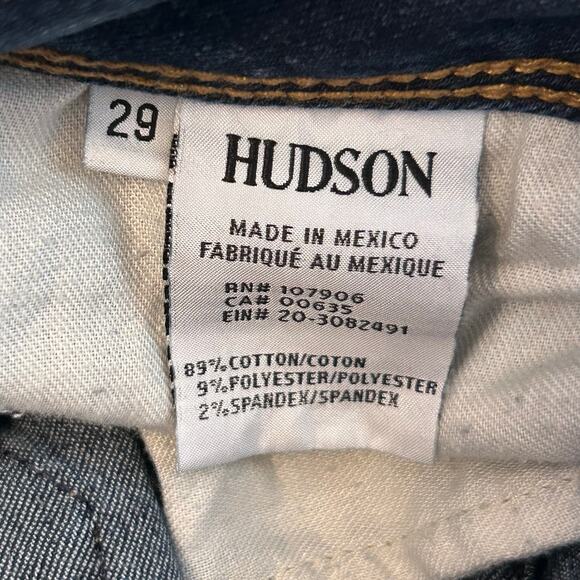 29
HUDSON
MADE IN MEXICO
FABRIQUÉ AU MEXIQUE
RN# 107906
CA# 00635
EIN# 20-3082491
89% COTTON/COTON
9% POLYESTER/POLYESTER
2% SPANDEX/SPANDEX